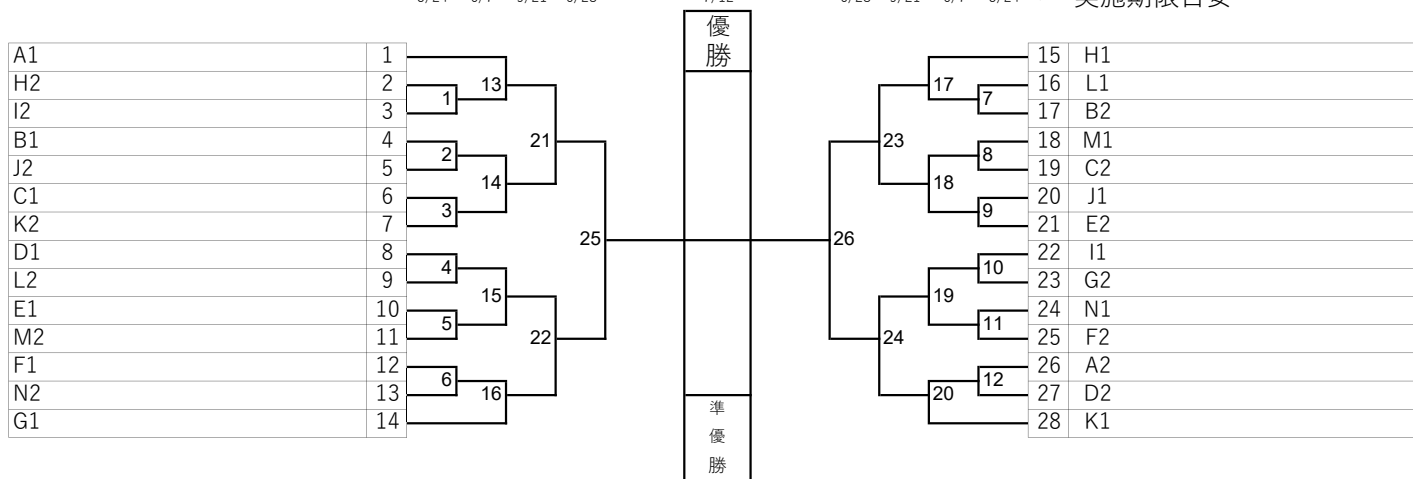 優
勝
A1 1
H2 2
I2 3
B1 4
J2 5
C1 6
K2 7
D1 8
L2 9
E1 10
M2 11
F1 12
N2 13
G1 14
1
2
3
4
5
6
13
14
15
16
21
22
25
26
23
24
17
18
19
20
7
8
9
10
11
12
15 H1
16 L1
17 B2
18 M1
19 C2
20 J1
21 E2
22 I1
23 G2
24 N1
25 F2
26 A2
27 D2
28 K1
準
優
勝